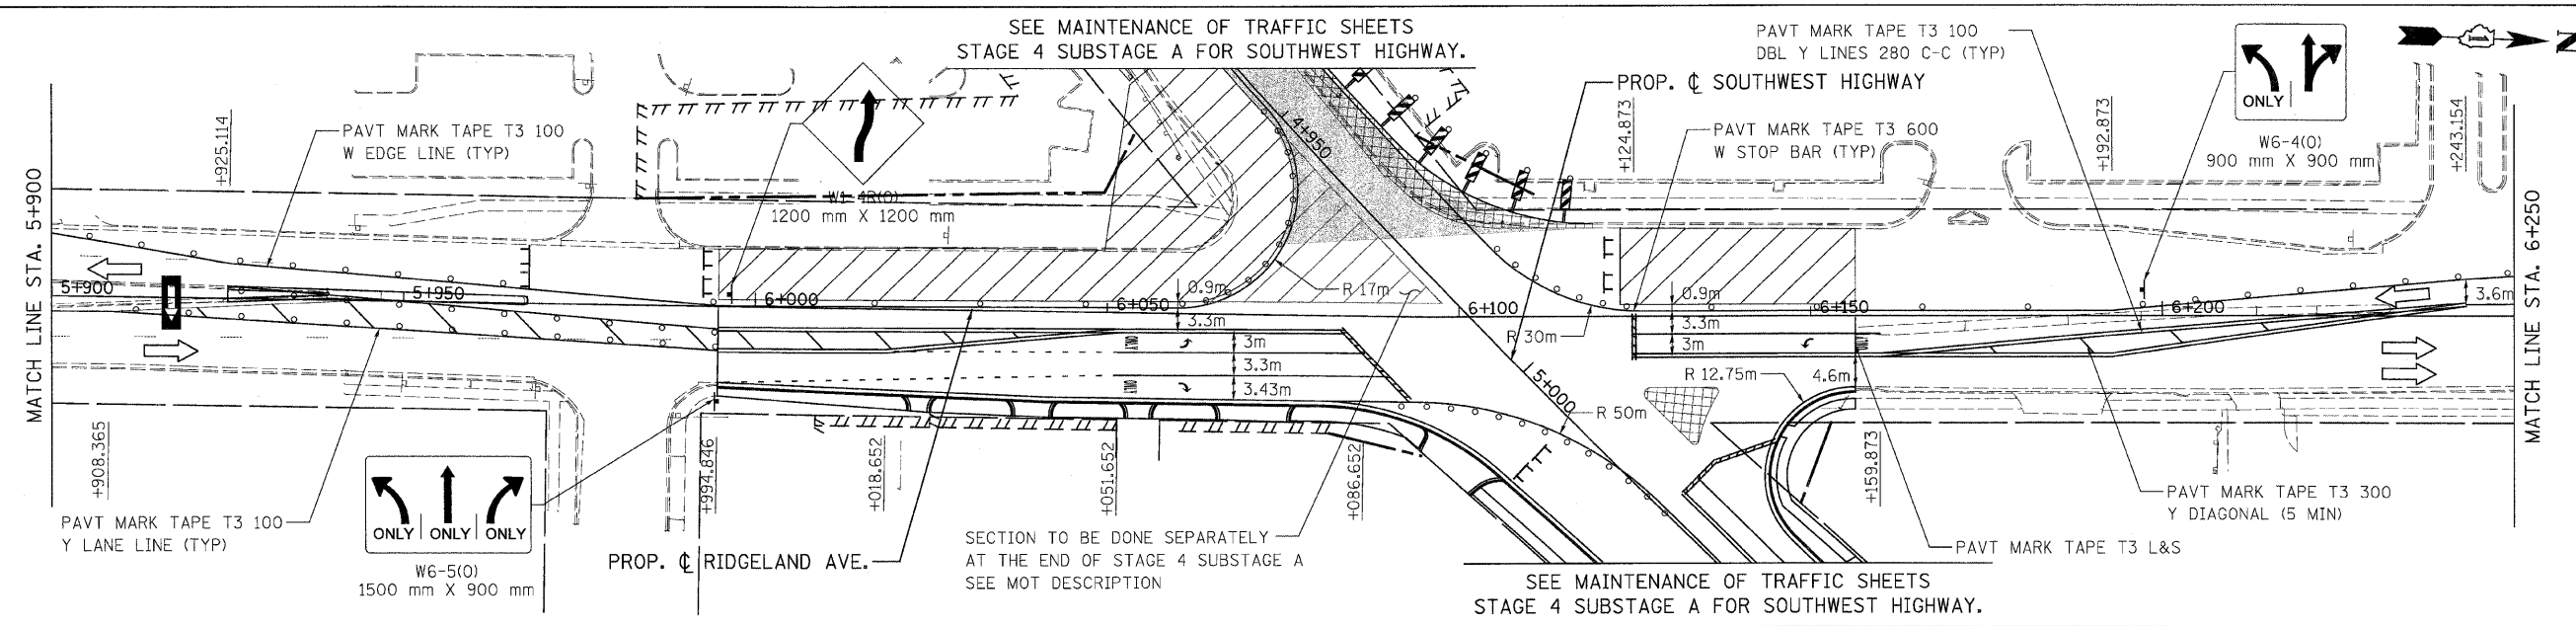 SEE MAINTENANCE OF TRAFFIC SHEETS
STAGE 4 SUBSTAGE A FOR SOUTHWEST HIGHWAY.
PAVT MARK TAPE T3 100
DBL Y LINES 280 C-C (TYP)
PROP. ℄ SOUTHWEST HIGHWAY
N
ONLY
W6-4(O)
900 mm X 900 mm
+925.114
PAVT MARK TAPE T3 100
W EDGE LINE (TYP)
W1-4R(O)
1200 mm X 1200 mm
4+950
+124.873
PAVT MARK TAPE T3 600
W STOP BAR (TYP)
+192.873
+243.154
MATCH LINE STA. 5+900
MATCH LINE STA. 6+250
5+900
5+950
6+000
6+050
6+100
6+150
6+200
0.9m
R 17m
3.3m
3m
3.3m
3.43m
R 30m
0.9m
3.3m
3m
3.6m
R 12.75m
4.6m
5+000
R 50m
+908.365
+994.846
+018.652
+051.652
+086.652
+159.873
PAVT MARK TAPE T3 100
Y LANE LINE (TYP)
ONLY ONLY ONLY
W6-5(O)
1500 mm X 900 mm
PROP. ℄ RIDGELAND AVE.
SECTION TO BE DONE SEPARATELY
AT THE END OF STAGE 4 SUBSTAGE A
SEE MOT DESCRIPTION
PAVT MARK TAPE T3 300
Y DIAGONAL (5 MIN)
PAVT MARK TAPE T3 L&S
SEE MAINTENANCE OF TRAFFIC SHEETS
STAGE 4 SUBSTAGE A FOR SOUTHWEST HIGHWAY.